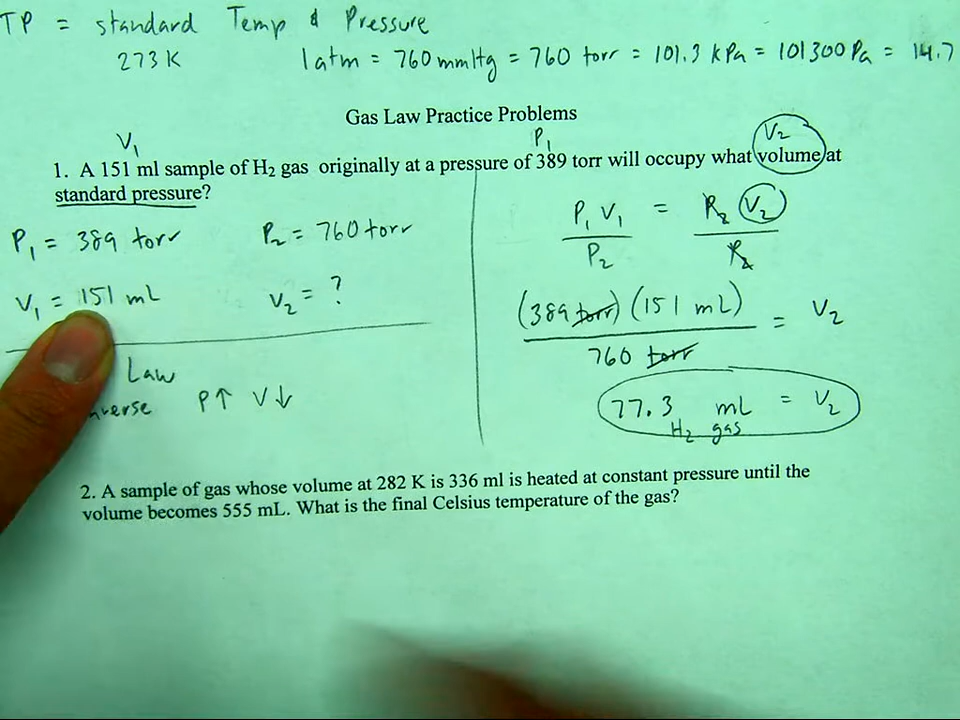 TP = standard Temp & Pressure
273 K 1 atm = 760 mmHg = 760 torr = 101.3 kPa = 101300 Pa = 14.7
Gas Law Practice Problems
V₁ P₁ V₂
1. A 151 ml sample of H₂ gas originally at a pressure of 389 torr will occupy what volume at
standard pressure?
P₁ = 389 torr P₂ = 760 torr
V₁ = 151 mL V₂ = ?
P₁ V₁ = P₂ V₂
P₂ P₂
(389 torr) (151 mL) = V₂
760 torr
Law
P↑ V↓
77.3 mL = V₂
H₂ gas
2. A sample of gas whose volume at 282 K is 336 ml is heated at constant pressure until the
volume becomes 555 mL. What is the final Celsius temperature of the gas?